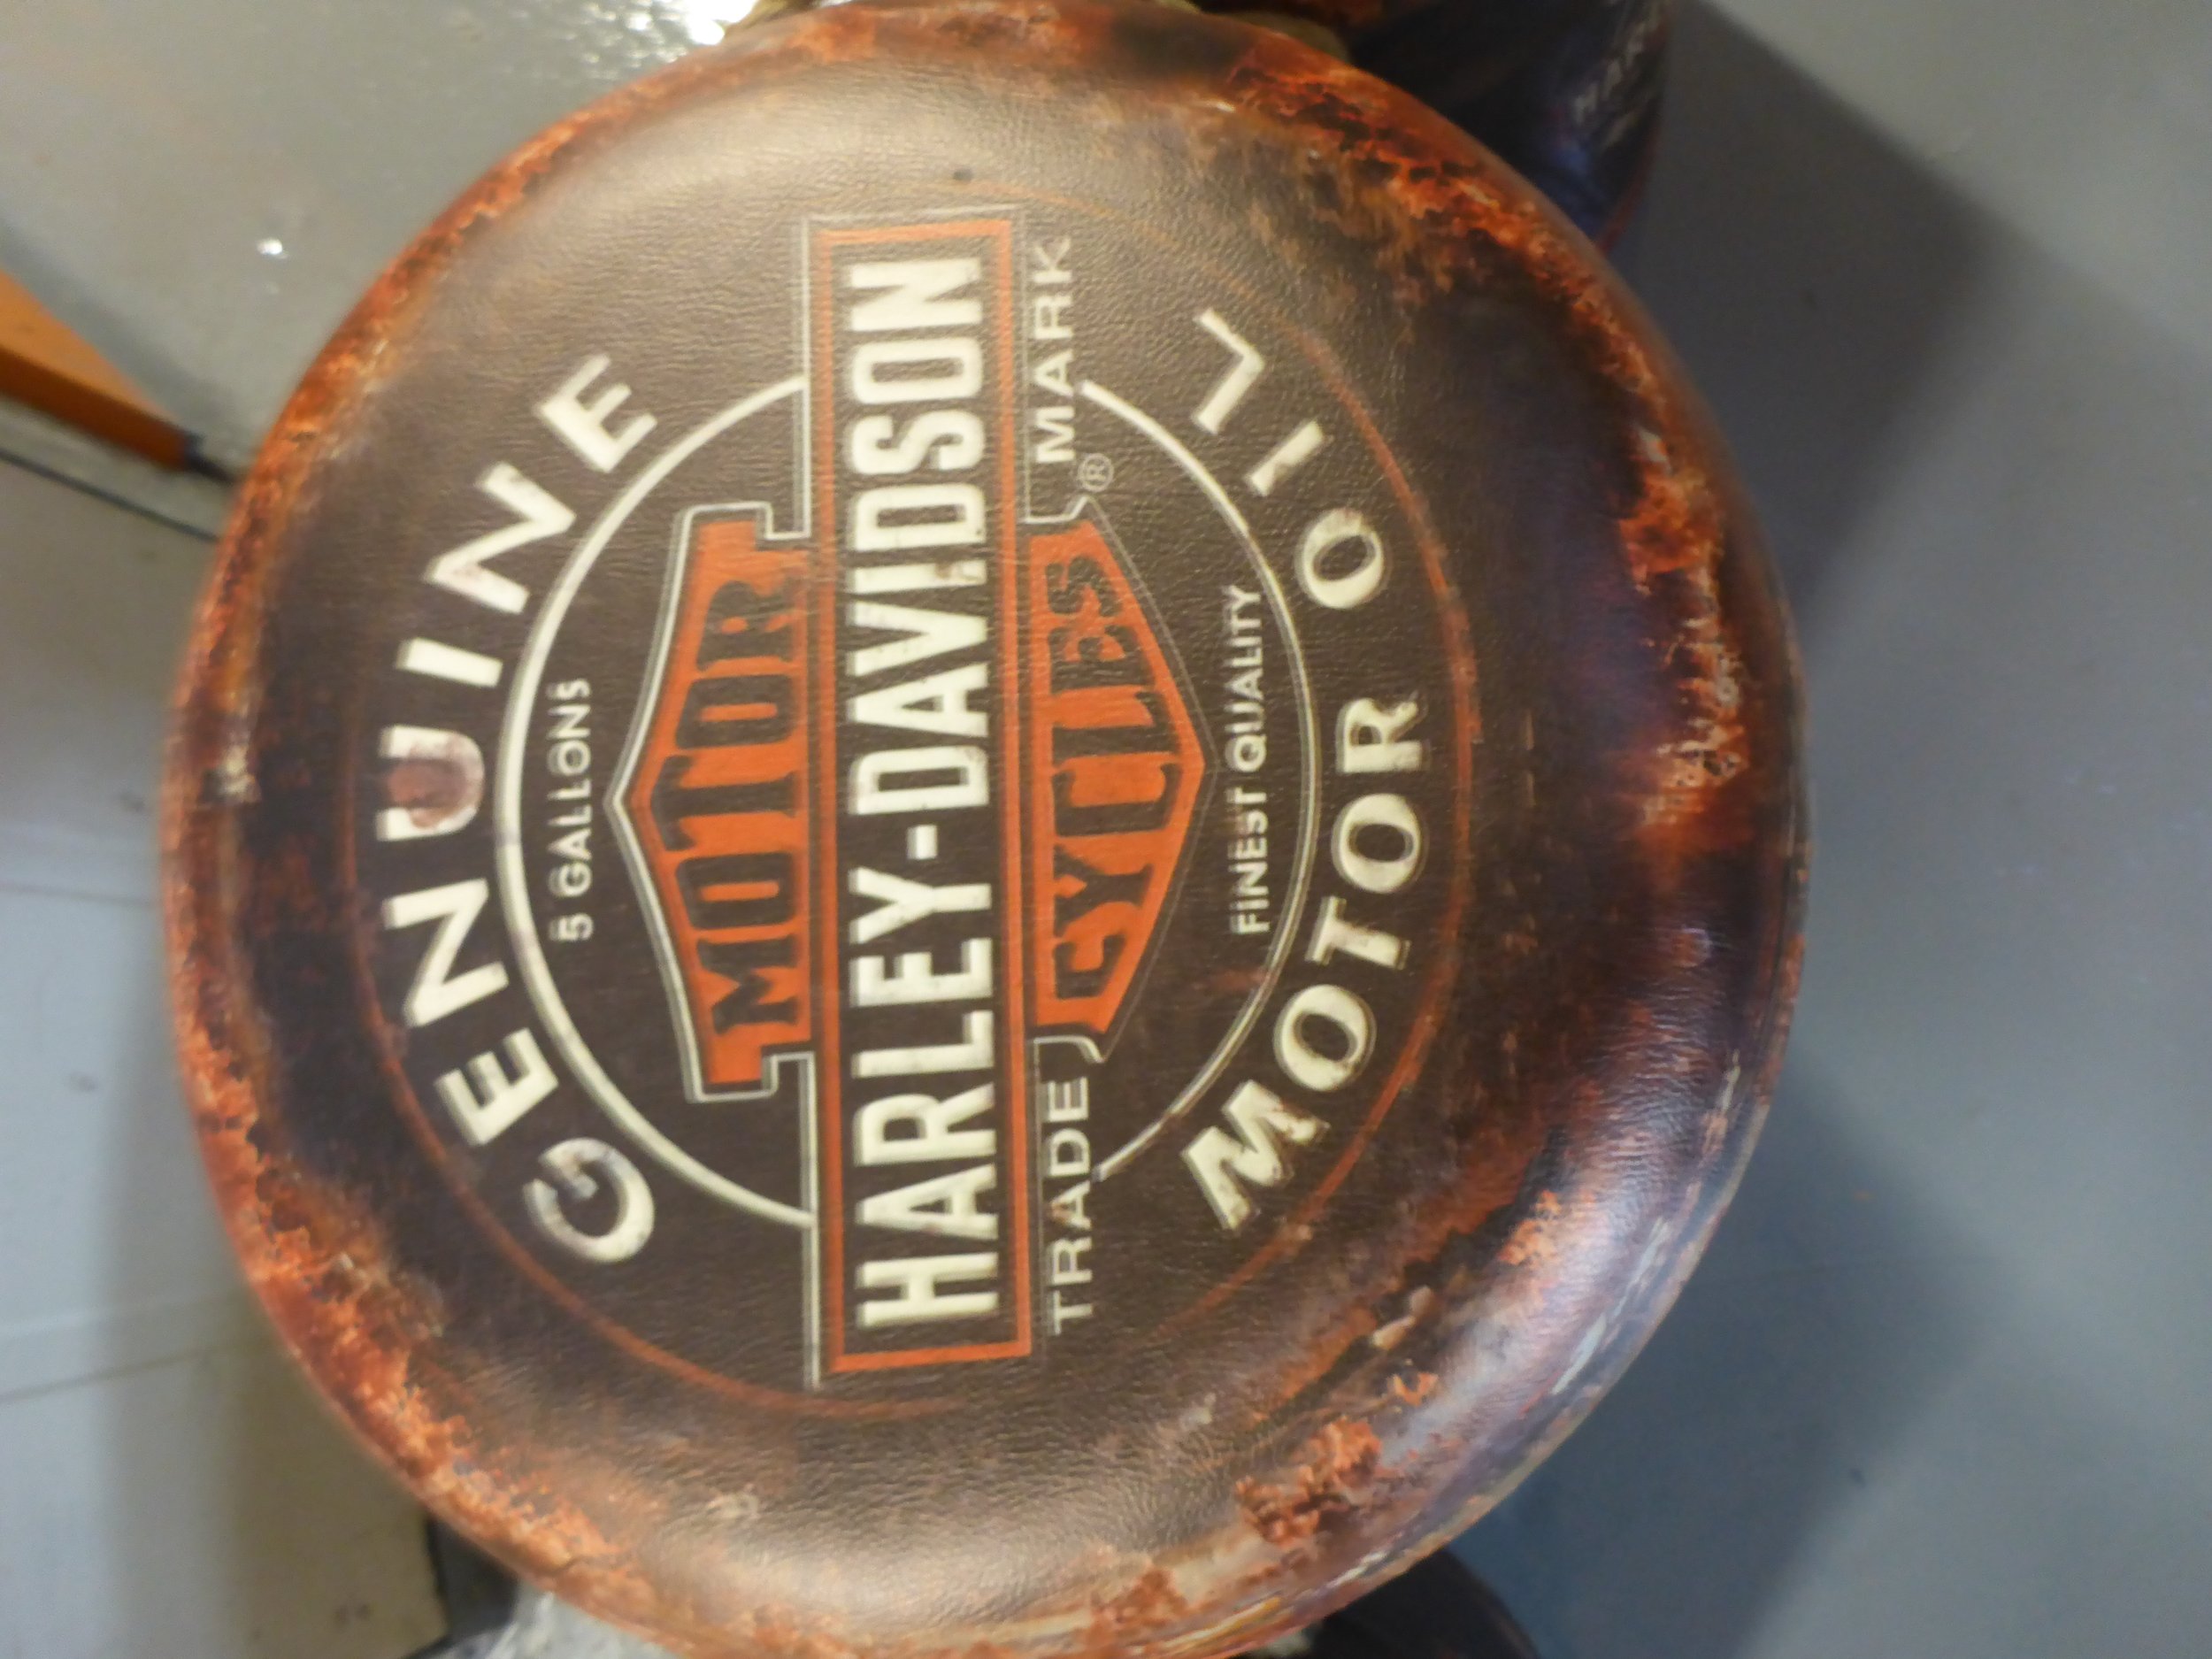 GENUINE
5 GALLONS
MOTOR
HARLEY-DAVIDSON
CYCLES
®
TRADE MARK
FINEST QUALITY
MOTOR OIL